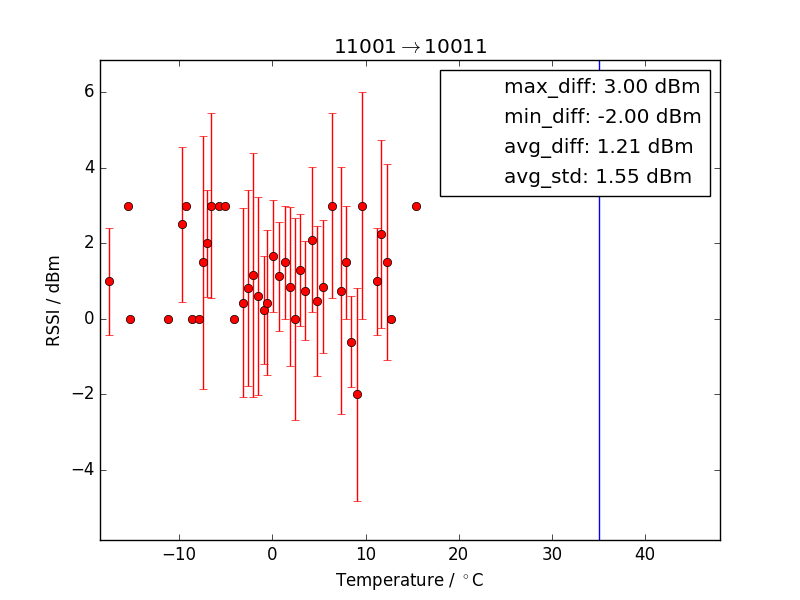 11001→10011
max_diff: 3.00 dBm
min_diff: -2.00 dBm
avg_diff: 1.21 dBm
avg_std: 1.55 dBm
RSSI / dBm
6
4
2
0
−2
−4
−10 0 10 20 30 40
Temperature / °C